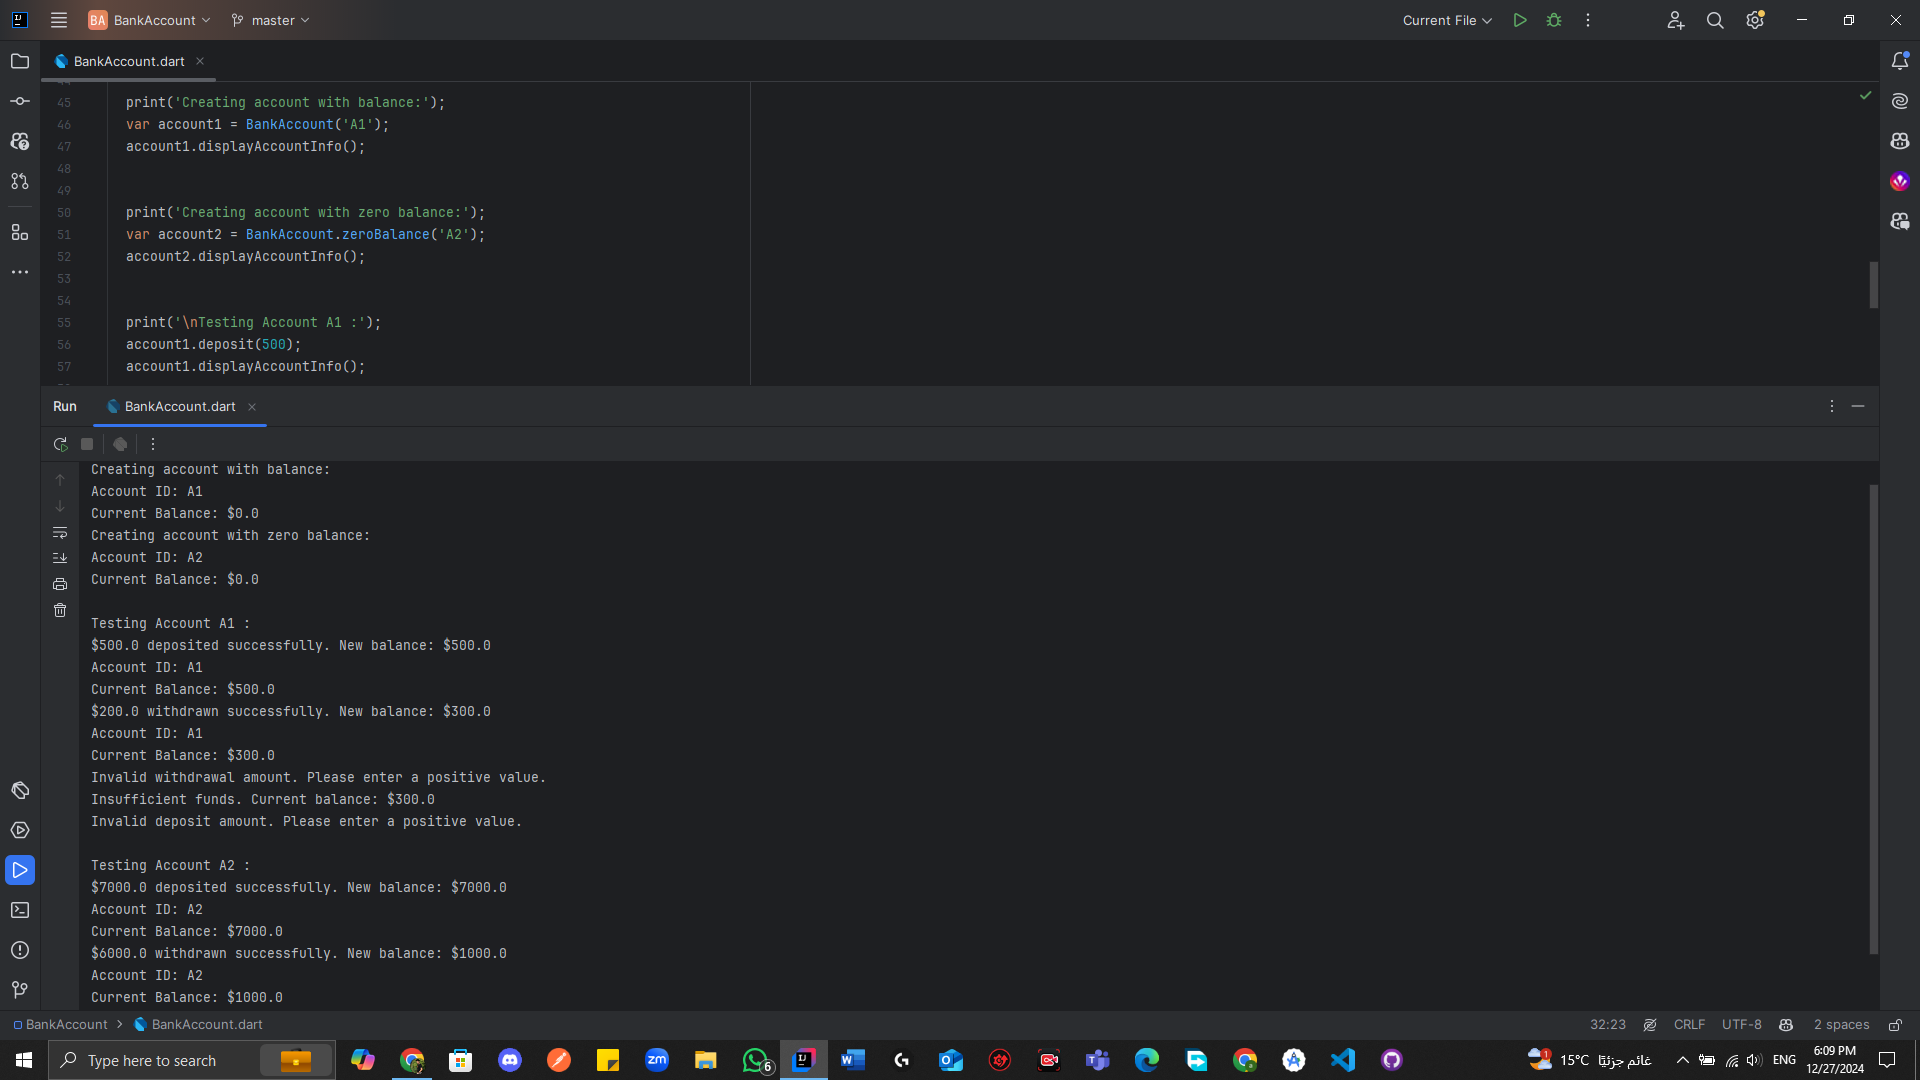 BA BankAccount master Current File
BankAccount.dart
45 print('Creating account with balance:');
46 var account1 = BankAccount('A1');
47 account1.displayAccountInfo();
48
49
50 print('Creating account with zero balance:');
51 var account2 = BankAccount.zeroBalance('A2');
52 account2.displayAccountInfo();
53
54
55 print('\nTesting Account A1 :');
56 account1.deposit(500);
57 account1.displayAccountInfo();
Run BankAccount.dart
Creating account with balance:
Account ID: A1
Current Balance: $0.0
Creating account with zero balance:
Account ID: A2
Current Balance: $0.0
Testing Account A1 :
$500.0 deposited successfully. New balance: $500.0
Account ID: A1
Current Balance: $500.0
$200.0 withdrawn successfully. New balance: $300.0
Account ID: A1
Current Balance: $300.0
Invalid withdrawal amount. Please enter a positive value.
Insufficient funds. Current balance: $300.0
Invalid deposit amount. Please enter a positive value.
Testing Account A2 :
$7000.0 deposited successfully. New balance: $7000.0
Account ID: A2
Current Balance: $7000.0
$6000.0 withdrawn successfully. New balance: $1000.0
Account ID: A2
Current Balance: $1000.0
BankAccount > BankAccount.dart 32:23 CRLF UTF-8 2 spaces
Type here to search zm 6 1 15°C غائم جزئيًا ENG 6:09 PM
12/27/2024